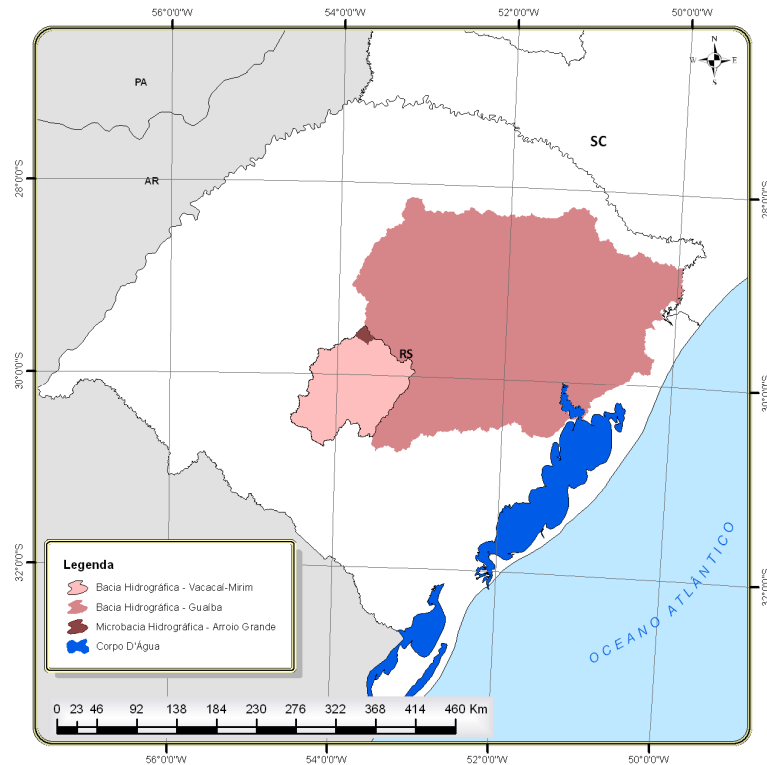 56°0'0"W 54°0'0"W 52°0'0"W 50°0'0"W
N
W E
S
PA
SC
AR
28°0'0"S 28°0'0"S
RS
30°0'0"S 30°0'0"S
32°0'0"S 32°0'0"S
OCEANO ATLÂNTICO
Legenda
Bacia Hidrográfica - Vacacaí-Mirim
Bacia Hidrográfica - Guaíba
Microbacia Hidrográfica - Arroio Grande
Corpo D'Água
0 23 46 92 138 184 230 276 322 368 414 460 Km
56°0'0"W 54°0'0"W 52°0'0"W 50°0'0"W